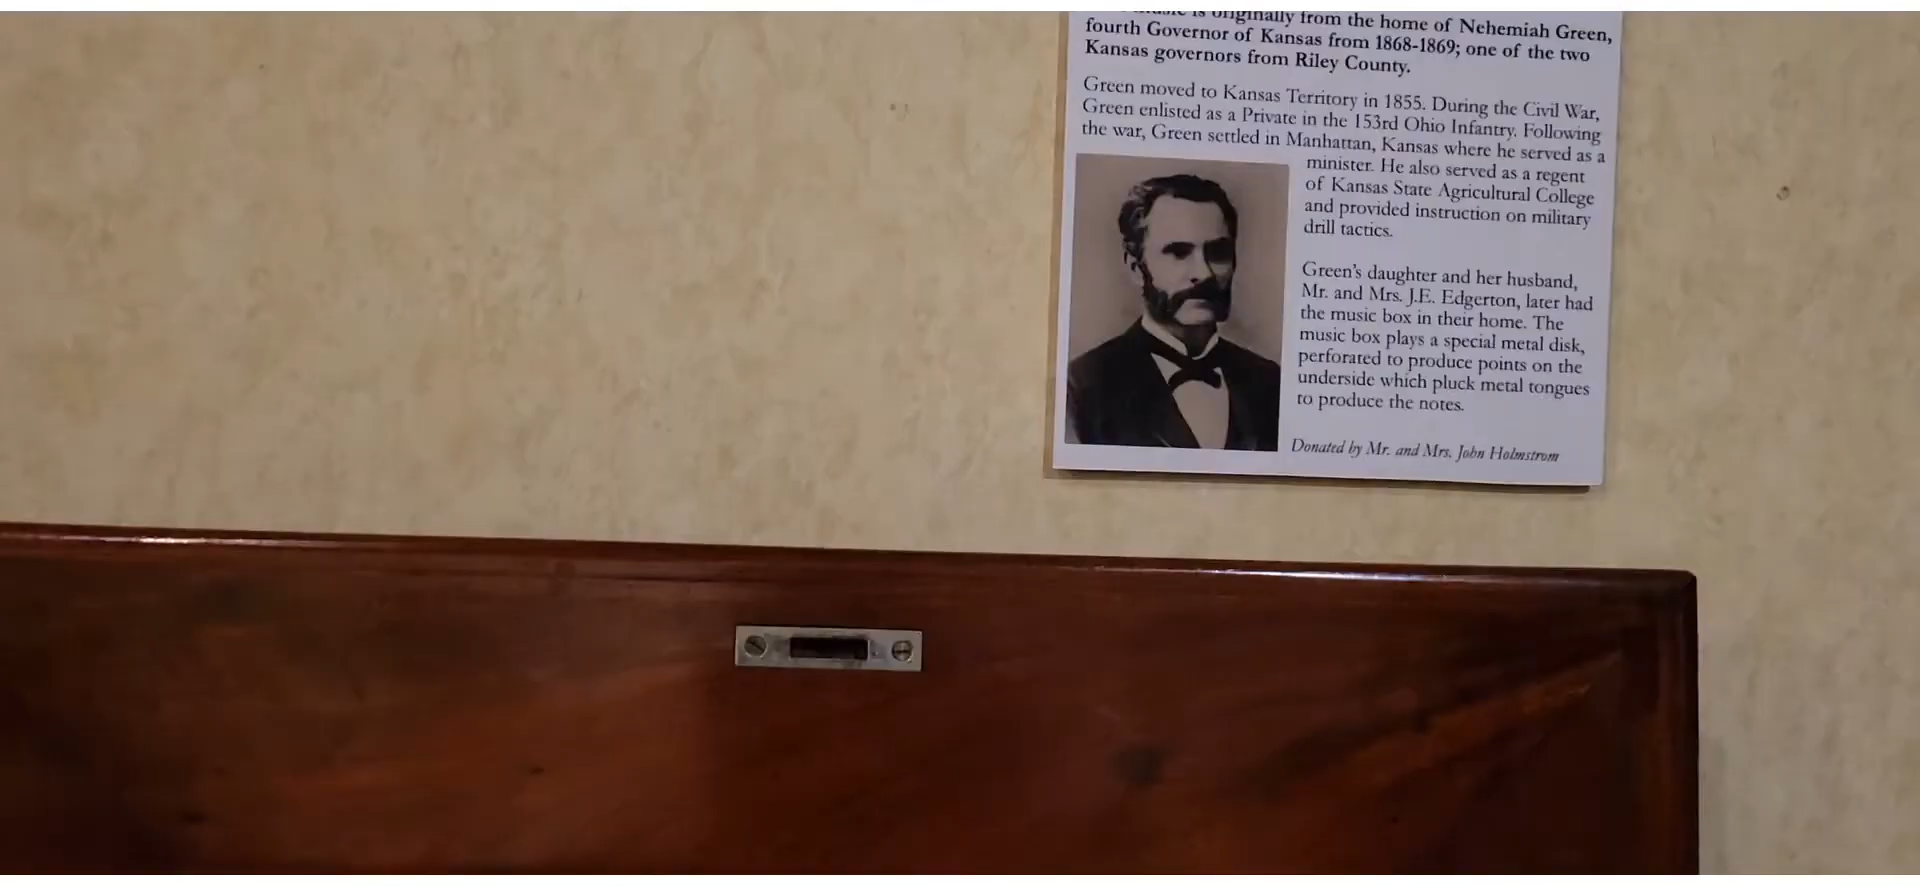 is originally from the home of Nehemiah Green,
fourth Governor of Kansas from 1868-1869; one of the two
Kansas governors from Riley County.
Green moved to Kansas Territory in 1855. During the Civil War,
Green enlisted as a Private in the 153rd Ohio Infantry. Following
the war, Green settled in Manhattan, Kansas where he served as a
minister. He also served as a regent
of Kansas State Agricultural College
and provided instruction on military
drill tactics.
Green's daughter and her husband,
Mr. and Mrs. J.E. Edgerton, later had
the music box in their home. The
music box plays a special metal disk,
perforated to produce points on the
underside which pluck metal tongues
to produce the notes.
Donated by Mr. and Mrs. John Holmstrom